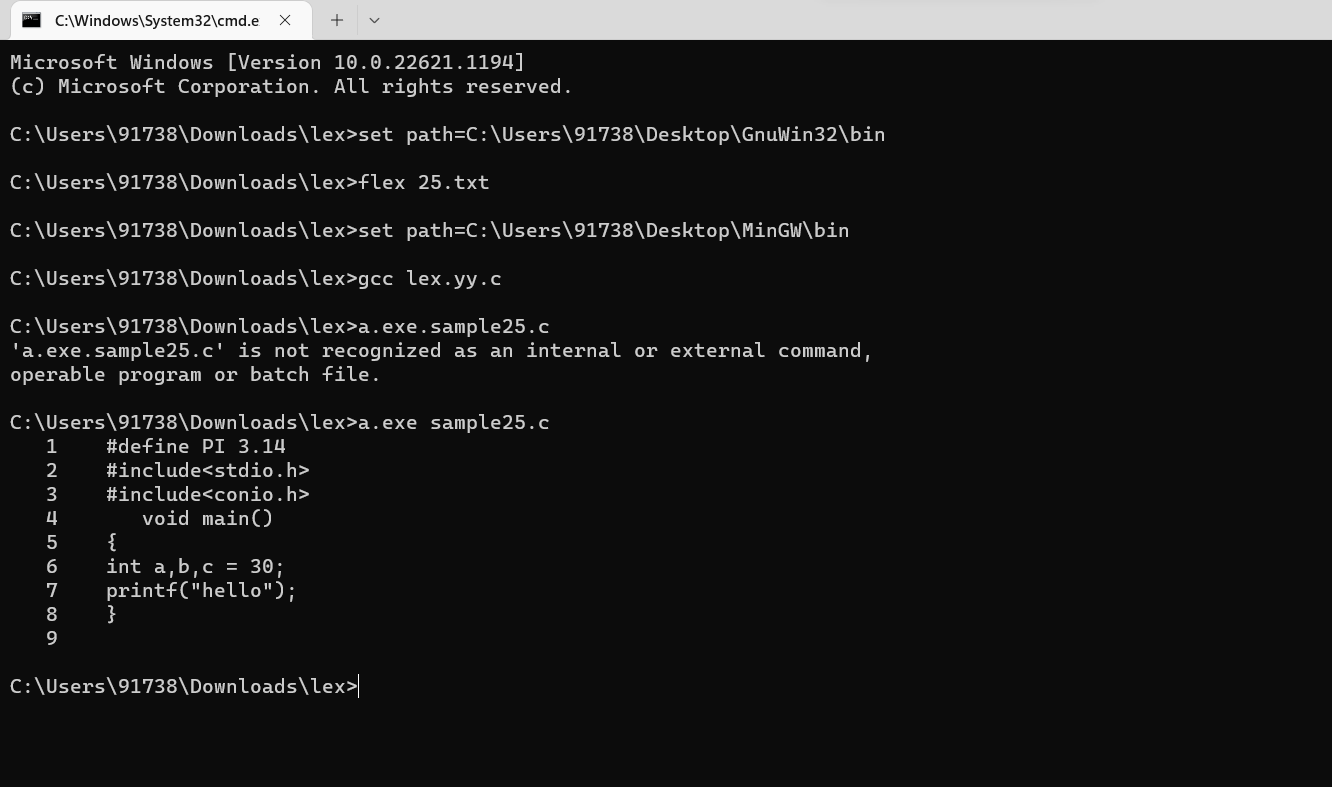 C:\Windows\System32\cmd.e
Microsoft Windows [Version 10.0.22621.1194]
(c) Microsoft Corporation. All rights reserved.
C:\Users\91738\Downloads\lex>set path=C:\Users\91738\Desktop\GnuWin32\bin
C:\Users\91738\Downloads\lex>flex 25.txt
C:\Users\91738\Downloads\lex>set path=C:\Users\91738\Desktop\MinGW\bin
C:\Users\91738\Downloads\lex>gcc lex.yy.c
C:\Users\91738\Downloads\lex>a.exe.sample25.c
'a.exe.sample25.c' is not recognized as an internal or external command,
operable program or batch file.
C:\Users\91738\Downloads\lex>a.exe sample25.c
   1    #define PI 3.14
   2    #include<stdio.h>
   3    #include<conio.h>
   4       void main()
   5    {
   6    int a,b,c = 30;
   7    printf("hello");
   8    }
   9
C:\Users\91738\Downloads\lex>